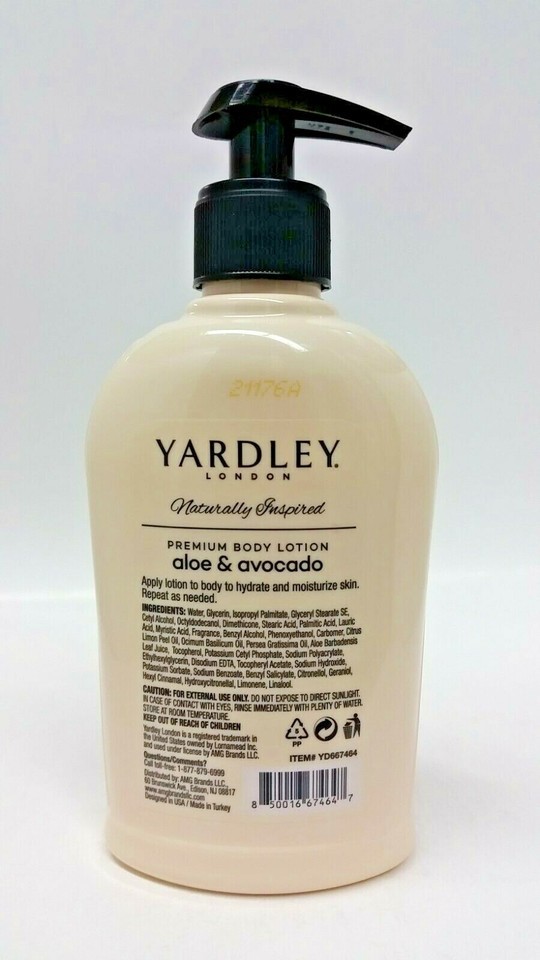 21176A
YARDLEY.
LONDON
Naturally Inspired
PREMIUM BODY LOTION
aloe & avocado
Apply lotion to body to hydrate and moisturize skin.
Repeat as needed.
INGREDIENTS: Water, Glycerin, Isopropyl Palmitate, Glyceryl Stearate SE,
Cetyl Alcohol, Octyldodecanol, Dimethicone, Stearic Acid, Palmitic Acid, Lauric
Acid, Myristic Acid, Fragrance, Benzyl Alcohol, Phenoxyethanol, Carbomer, Citrus
Limon Peel Oil, Ocimum Basilicum Oil, Persea Gratissima Oil, Aloe Barbadensis
Leaf Juice, Tocopherol, Potassium Cetyl Phosphate, Sodium Polyacrylate,
Ethylhexylglycerin, Disodium EDTA, Tocopheryl Acetate, Sodium Hydroxide,
Potassium Sorbate, Sodium Benzoate, Benzyl Salicylate, Citronellol, Geraniol,
Hexyl Cinnamal, Hydroxycitronellal, Limonene, Linalool.
CAUTION: FOR EXTERNAL USE ONLY. DO NOT EXPOSE TO DIRECT SUNLIGHT.
IN CASE OF CONTACT WITH EYES, RINSE IMMEDIATELY WITH PLENTY OF WATER.
STORE AT ROOM TEMPERATURE.
KEEP OUT OF REACH OF CHILDREN
Yardley London is a registered trademark in
the United States owned by Lornamead Inc.
and used under license by AMG Brands LLC.
Questions/Comments?
Call toll-free: 1-877-879-6999
Distributed by: AMG Brands LLC.,
60 Brunswick Ave., Edison, NJ 08817
www.amgbrandsllc.com
Designed in USA / Made in Turkey
5
PP
ITEM# YD667464
8 50016 67464 7